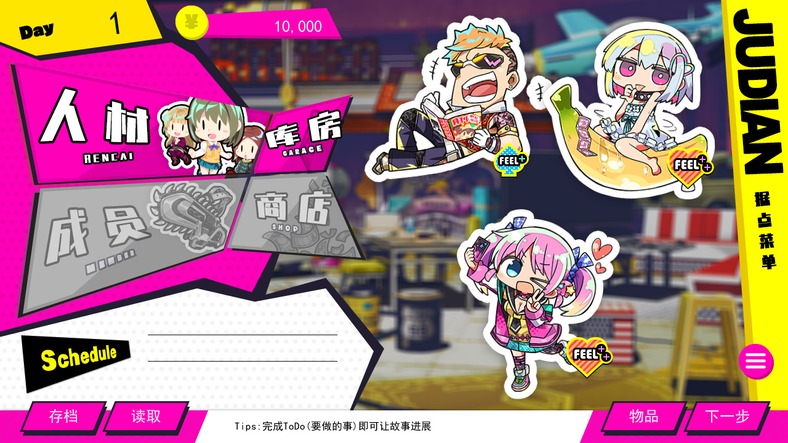 Day 1
¥ 10,000
人材
RENCAI
库房
GARAGE
成员
商店
SHOP
Schedule
FEEL+
FEEL++
FEEL++
JUDIAN
据点菜单
存档
读取
Tips:完成ToDo(要做的事)即可让故事进展
物品
下一步